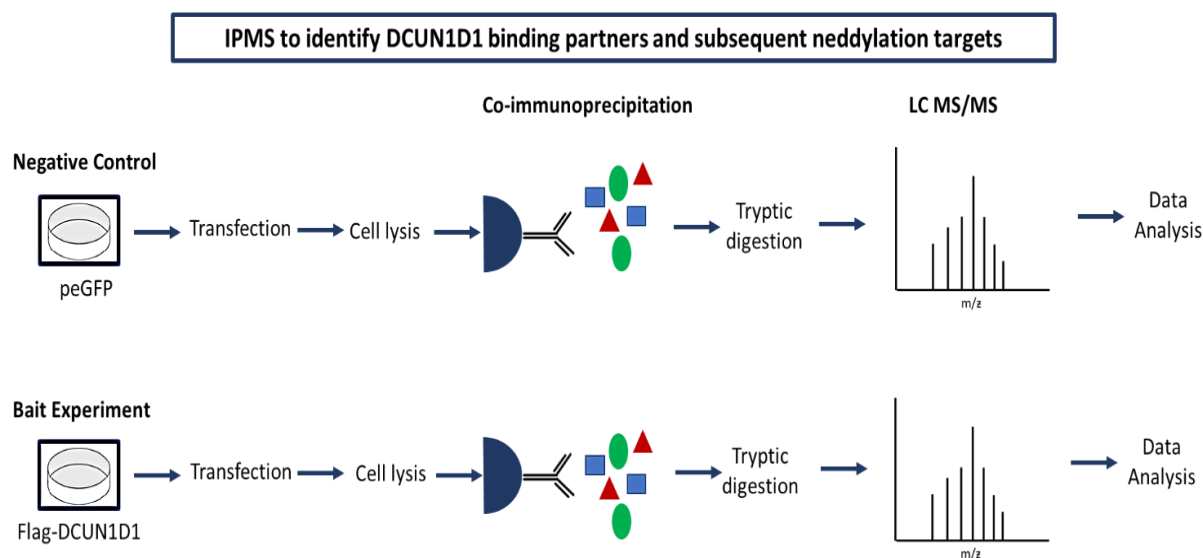 IPMS to identify DCUN1D1 binding partners and subsequent neddylation targets
Co-immunoprecipitation
LC MS/MS
Negative Control
peGFP
Transfection
Cell lysis
Tryptic
digestion
m/z
Data
Analysis
Bait Experiment
Flag-DCUN1D1
Transfection
Cell lysis
Tryptic
digestion
m/z
Data
Analysis